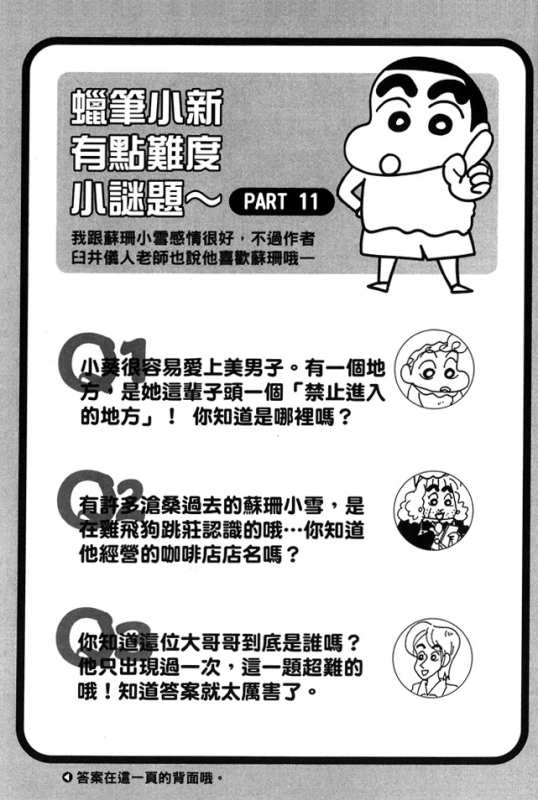 蠟筆小新
有點難度
小謎題～ PART 11
我跟蘇珊小雪感情很好，不過作者
臼井儀人老師也說他喜歡蘇珊哦—
Q1
小葵很容易愛上美男子。有一個地
方，是她這輩子頭一個「禁止進入
的地方」！ 你知道是哪裡嗎？
Q2
有許多滄桑過去的蘇珊小雪，是
在雞飛狗跳莊認識的哦…你知道
他經營的咖啡店店名嗎？
Q3
你知道這位大哥哥到底是誰嗎？
他只出現過一次，這一題超難的
哦！知道答案就太厲害了。
答案在這一頁的背面哦。